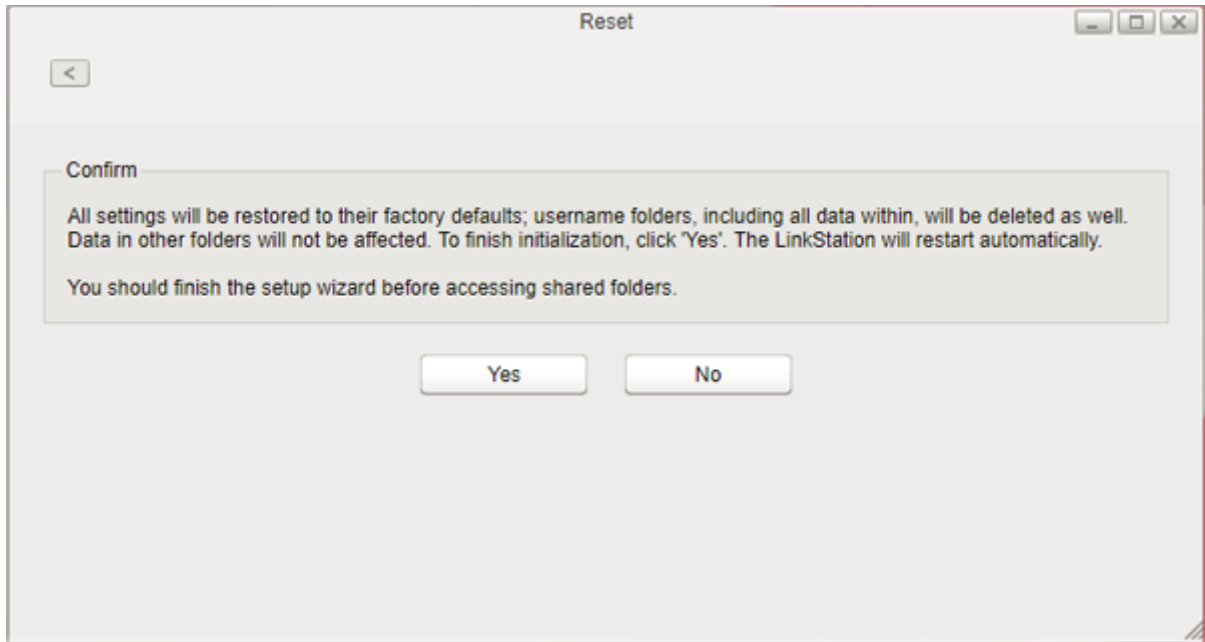 Reset
<
Confirm
All settings will be restored to their factory defaults; username folders, including all data within, will be deleted as well.
Data in other folders will not be affected. To finish initialization, click 'Yes'. The LinkStation will restart automatically.
You should finish the setup wizard before accessing shared folders.
Yes No